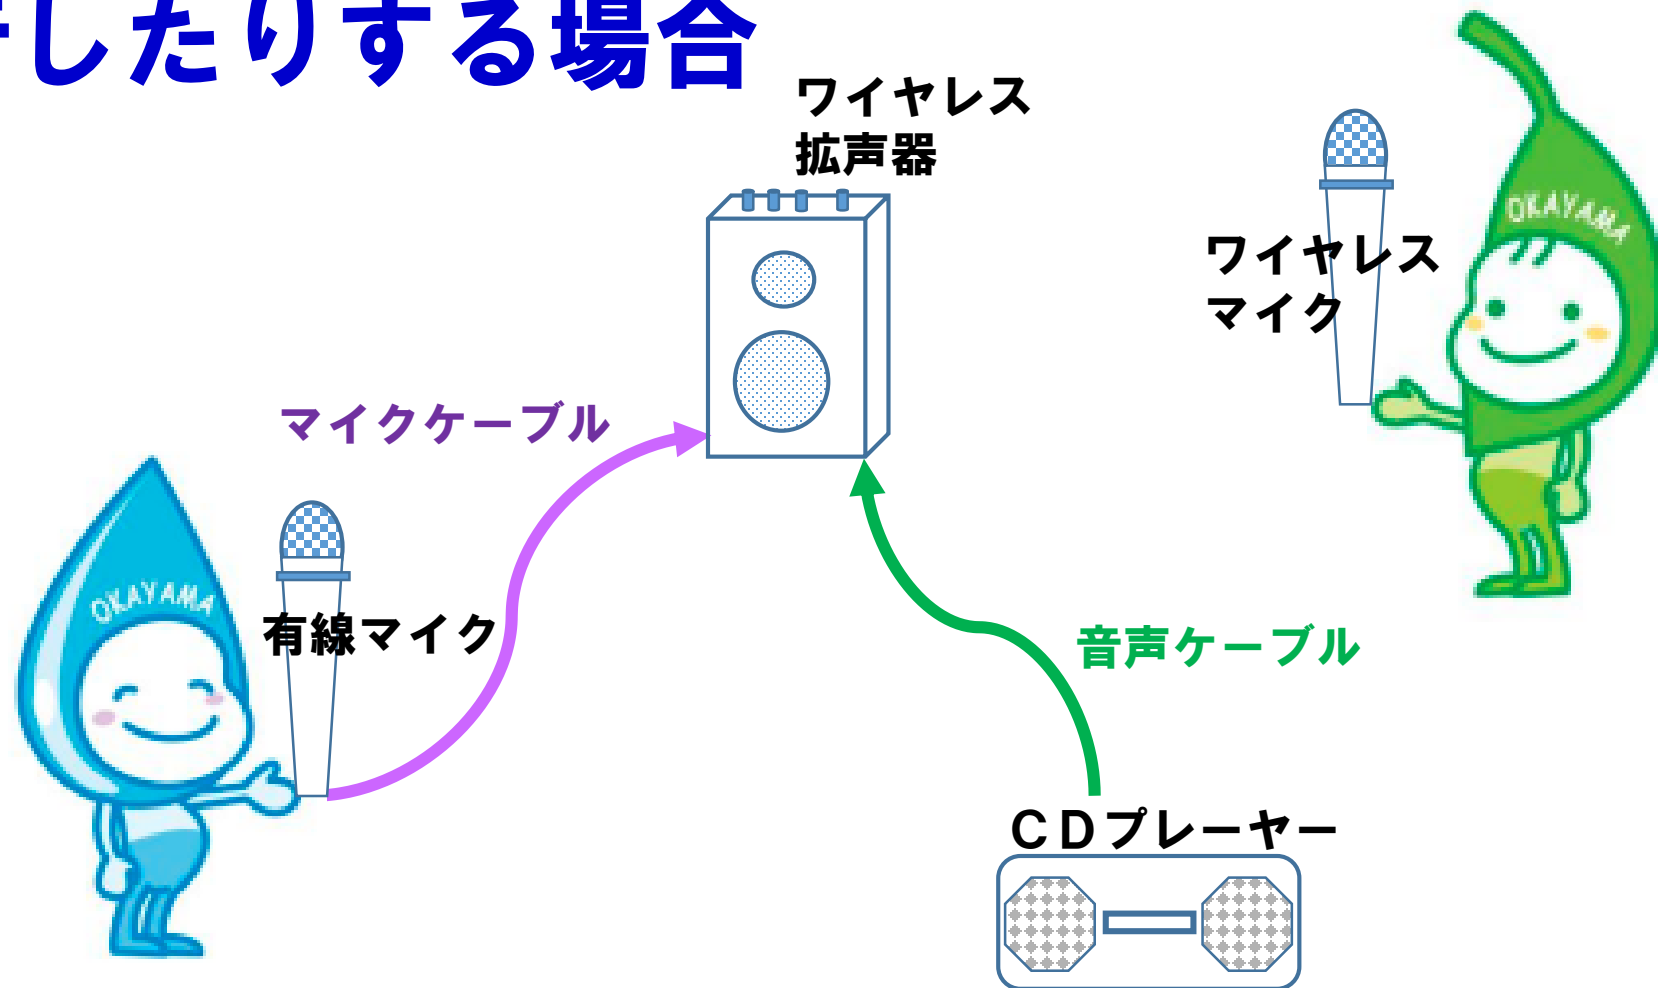 したりする場合
ワイヤレス
拡声器
ワイヤレス
マイク
OKAYAMA
マイクケーブル
OKAYAMA
有線マイク
音声ケーブル
ＣＤプレーヤー